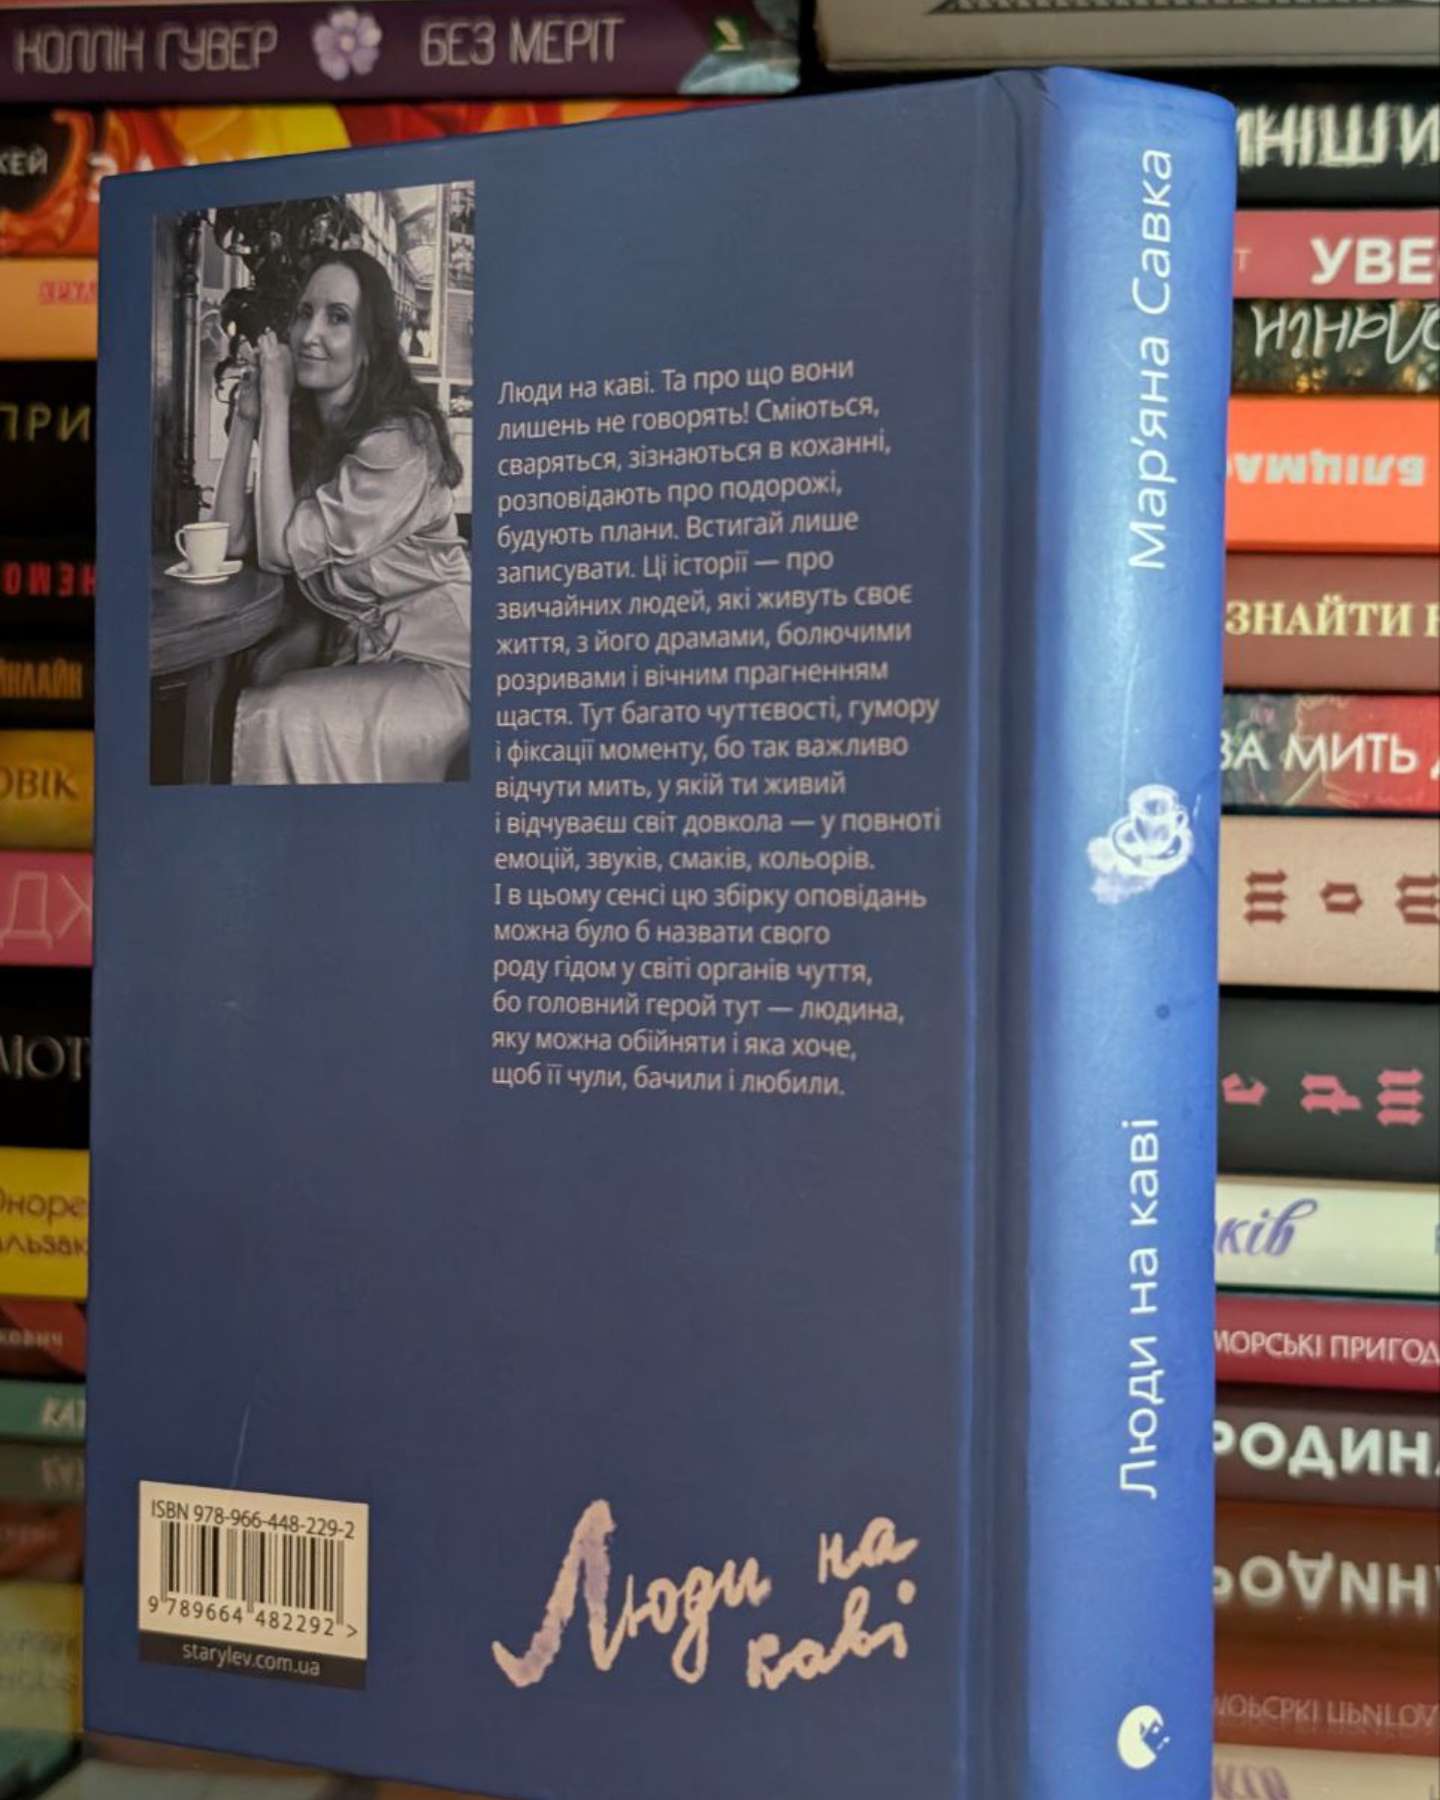 КОЛЛІН ГУВЕР БЕЗ МЕРІТ
Люди на каві. Та про що вони
лишень не говорять! Сміються,
сваряться, зізнаються в коханні,
розповідають про подорожі,
будують плани. Встигай лише
записувати. Ці історії — про
звичайних людей, які живуть своє
життя, з його драмами, болючими
розривами і вічним прагненням
щастя. Тут багато чуттєвості, гумору
і фіксації моменту, бо так важливо
відчути мить, у якій ти живий
і відчуваєш світ довкола — у повноті
емоцій, звуків, смаків, кольорів.
І в цьому сенсі цю збірку оповідань
можна було б назвати свого
роду гідом у світі органів чуття,
бо головний герой тут — людина,
яку можна обійняти і яка хоче,
щоб її чули, бачили і любили.
ISBN 978-966-448-229-2
9 789664 482292 >
starylev.com.ua
Люди на
каві
Мар'яна Савка
Люди на каві
УВЕ
ЗНАЙТИ
ЗА МИТЬ
МОРСЬКІ ПРИГОД
РОДИН